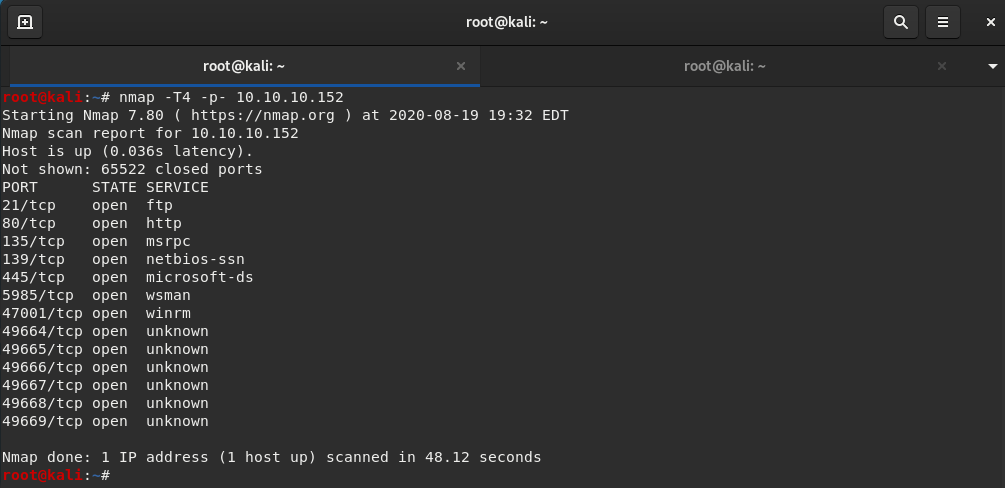 root@kali: ~
root@kali: ~
root@kali: ~
root@kali:~# nmap -T4 -p- 10.10.10.152
Starting Nmap 7.80 ( https://nmap.org ) at 2020-08-19 19:32 EDT
Nmap scan report for 10.10.10.152
Host is up (0.036s latency).
Not shown: 65522 closed ports
PORT      STATE SERVICE
21/tcp    open  ftp
80/tcp    open  http
135/tcp   open  msrpc
139/tcp   open  netbios-ssn
445/tcp   open  microsoft-ds
5985/tcp  open  wsman
47001/tcp open  winrm
49664/tcp open  unknown
49665/tcp open  unknown
49666/tcp open  unknown
49667/tcp open  unknown
49668/tcp open  unknown
49669/tcp open  unknown
Nmap done: 1 IP address (1 host up) scanned in 48.12 seconds
root@kali:~#